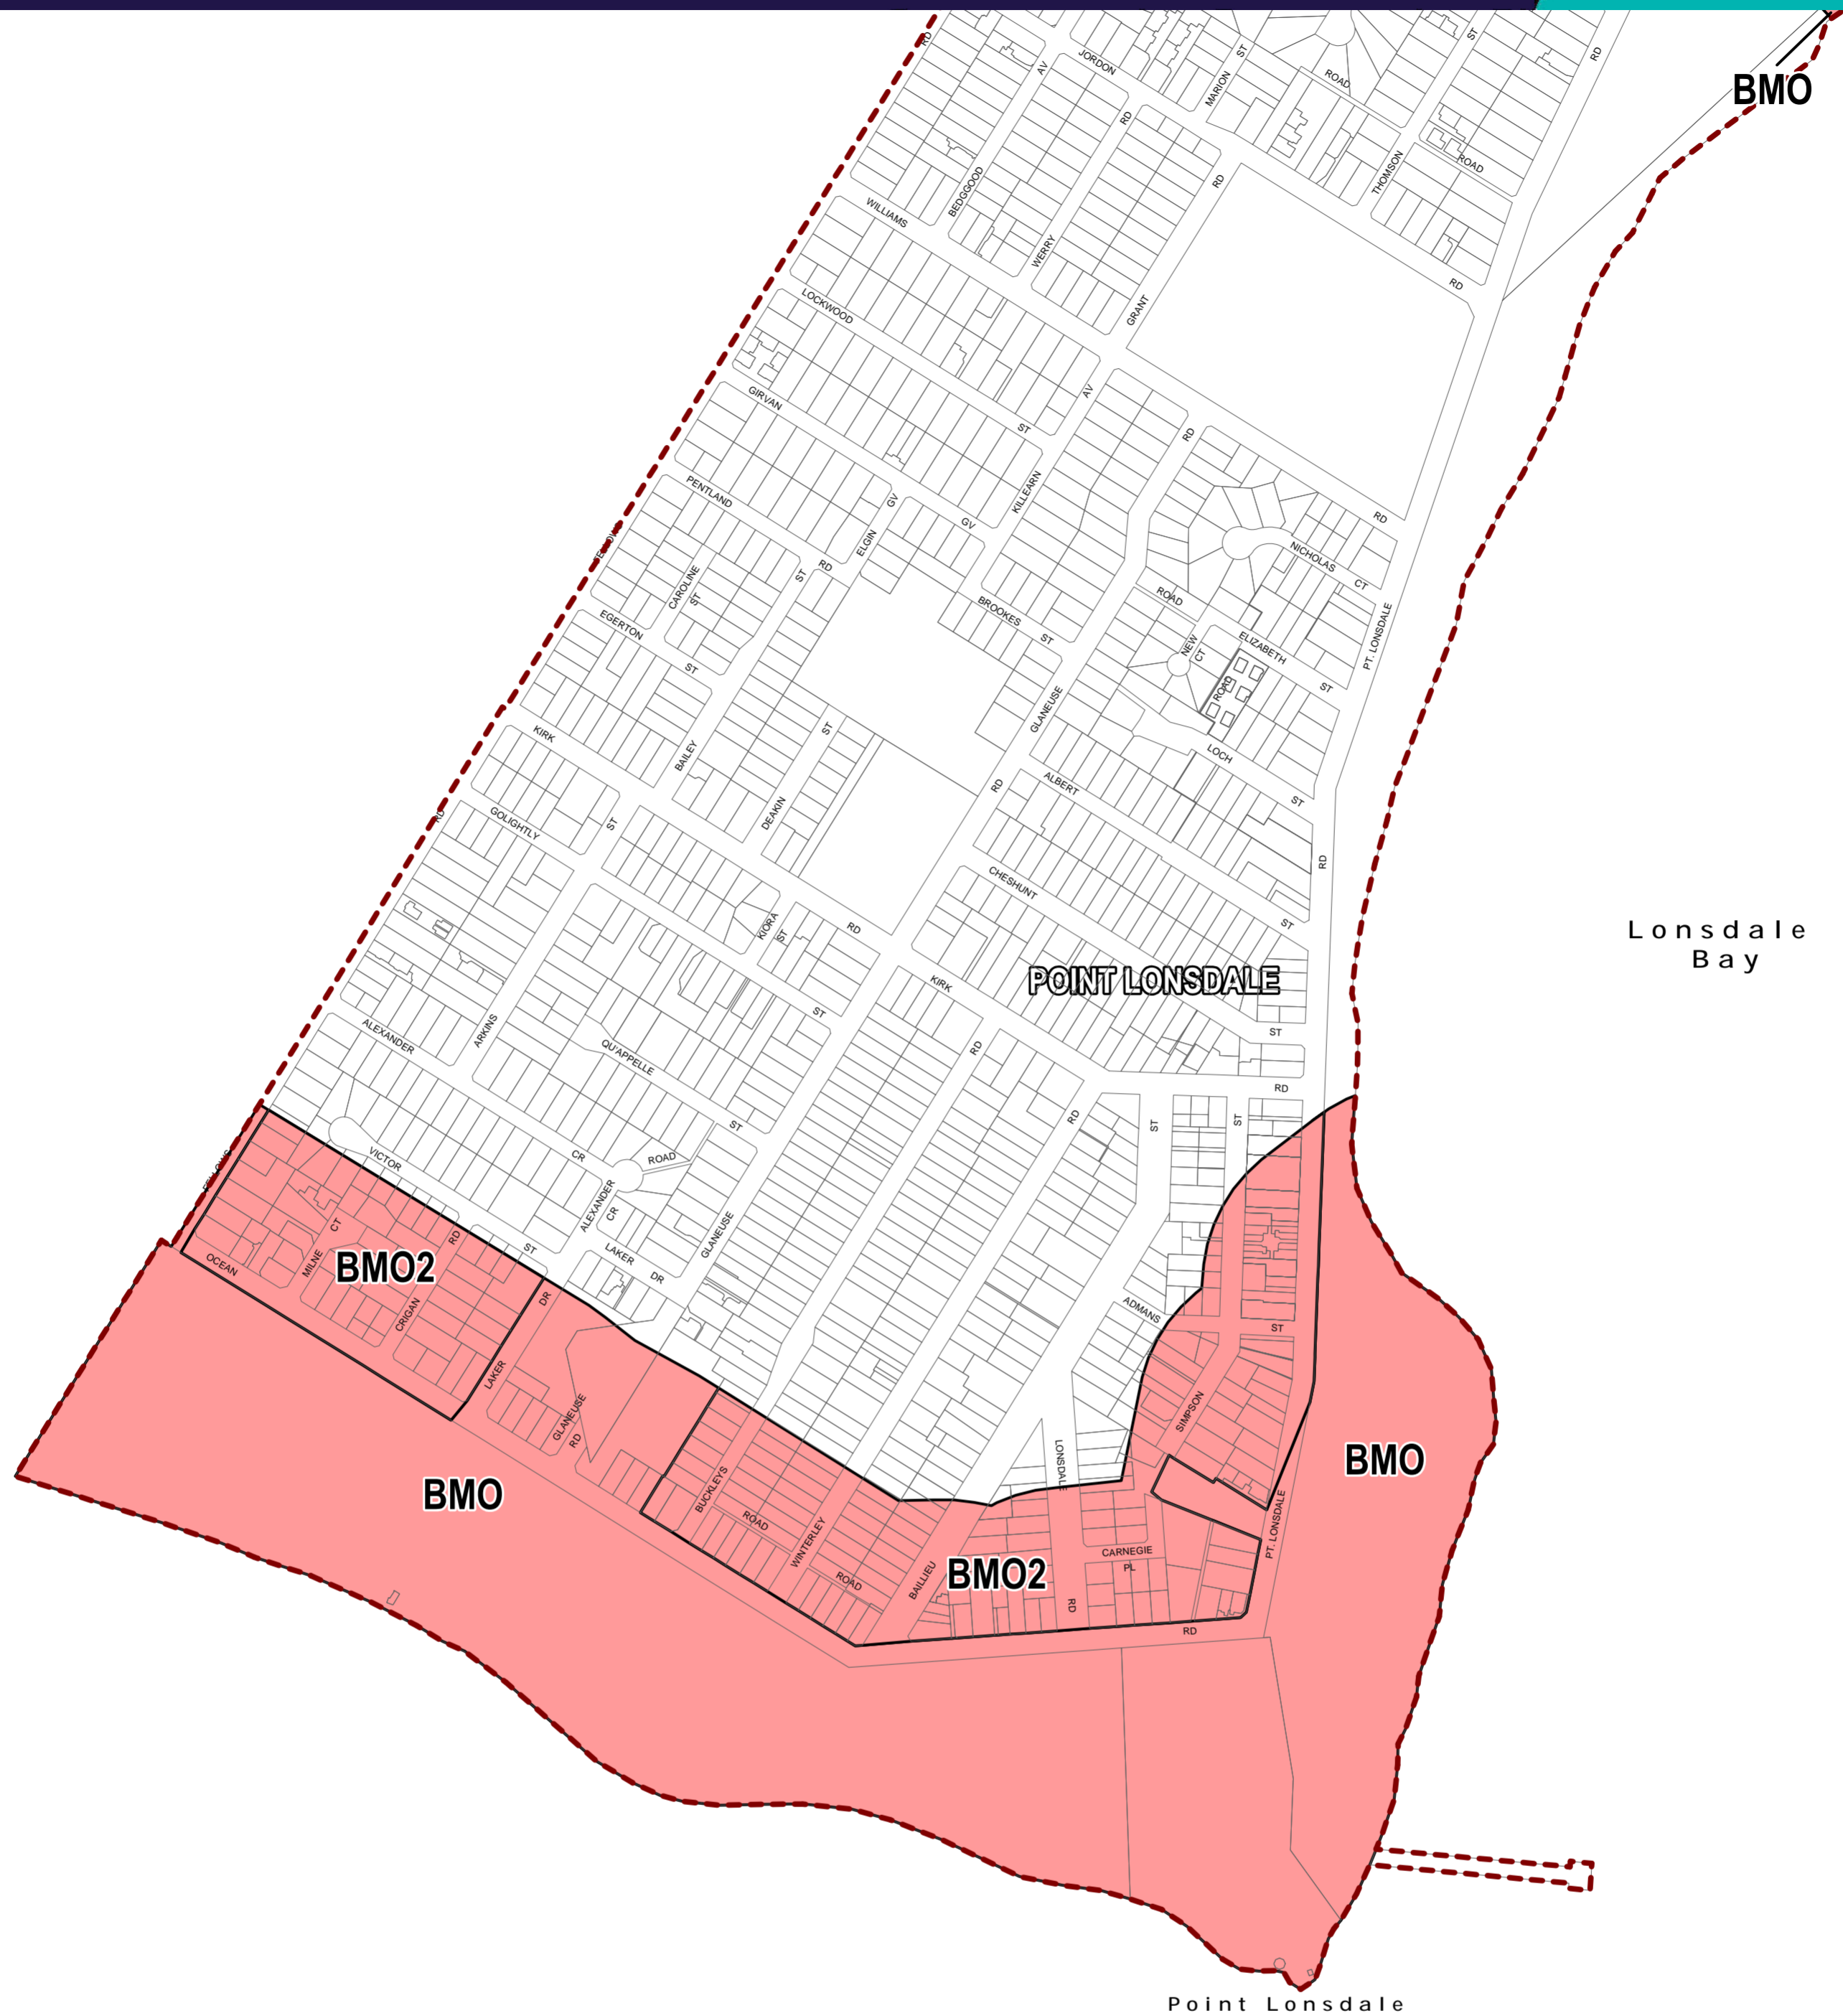 RD
AV
JORDON
MARION
ST
ROAD
ST
RD
BMO
RD
THOMSON
ROAD
BEDGGOOD
WILLIAMS
RD
WERRY
GRANT
RD
LOCKWOOD
GIRVAN
AV
ST
RD
KILLEARN
PENTLAND
GV
GV
RD
ELGIN
NICHOLAS
CT
CAROLINE
ST
ST
RD
BROOKES
ST
ROAD
EGERTON
ST
NEW
CT
ELIZABETH
ST
PT. LONSDALE
ROAD
GLANEUSE
KIRK
BAILEY
ST
LOCH
ST
RD
ALBERT
DEAKIN
RD
GOLIGHTLY
ST
RD
CHESHUNT
ST
KIORA
ST
RD
Lonsdale
Bay
POINT LONSDALE
KIRK
ST
ST
ALEXANDER
ARKINS
QU'APPELLE
RD
RD
RD
ST
ST
ST
VICTOR
CR
ROAD
FELLOWS
ALEXANDER
CR
GLANEUSE
CT
RD
ST
LAKER
DR
OCEAN
MILNE
BMO2
CRIGAN
DR
ADMANS
ST
LAKER
GLANEUSE
RD
SIMPSON
LONSDALE
BMO
BMO
BUCKLEYS
ROAD
WINTERLEY
ROAD
BAILLIEU
BMO2
CARNEGIE
PL
PT. LONSDALE
RD
RD
Point Lonsdale